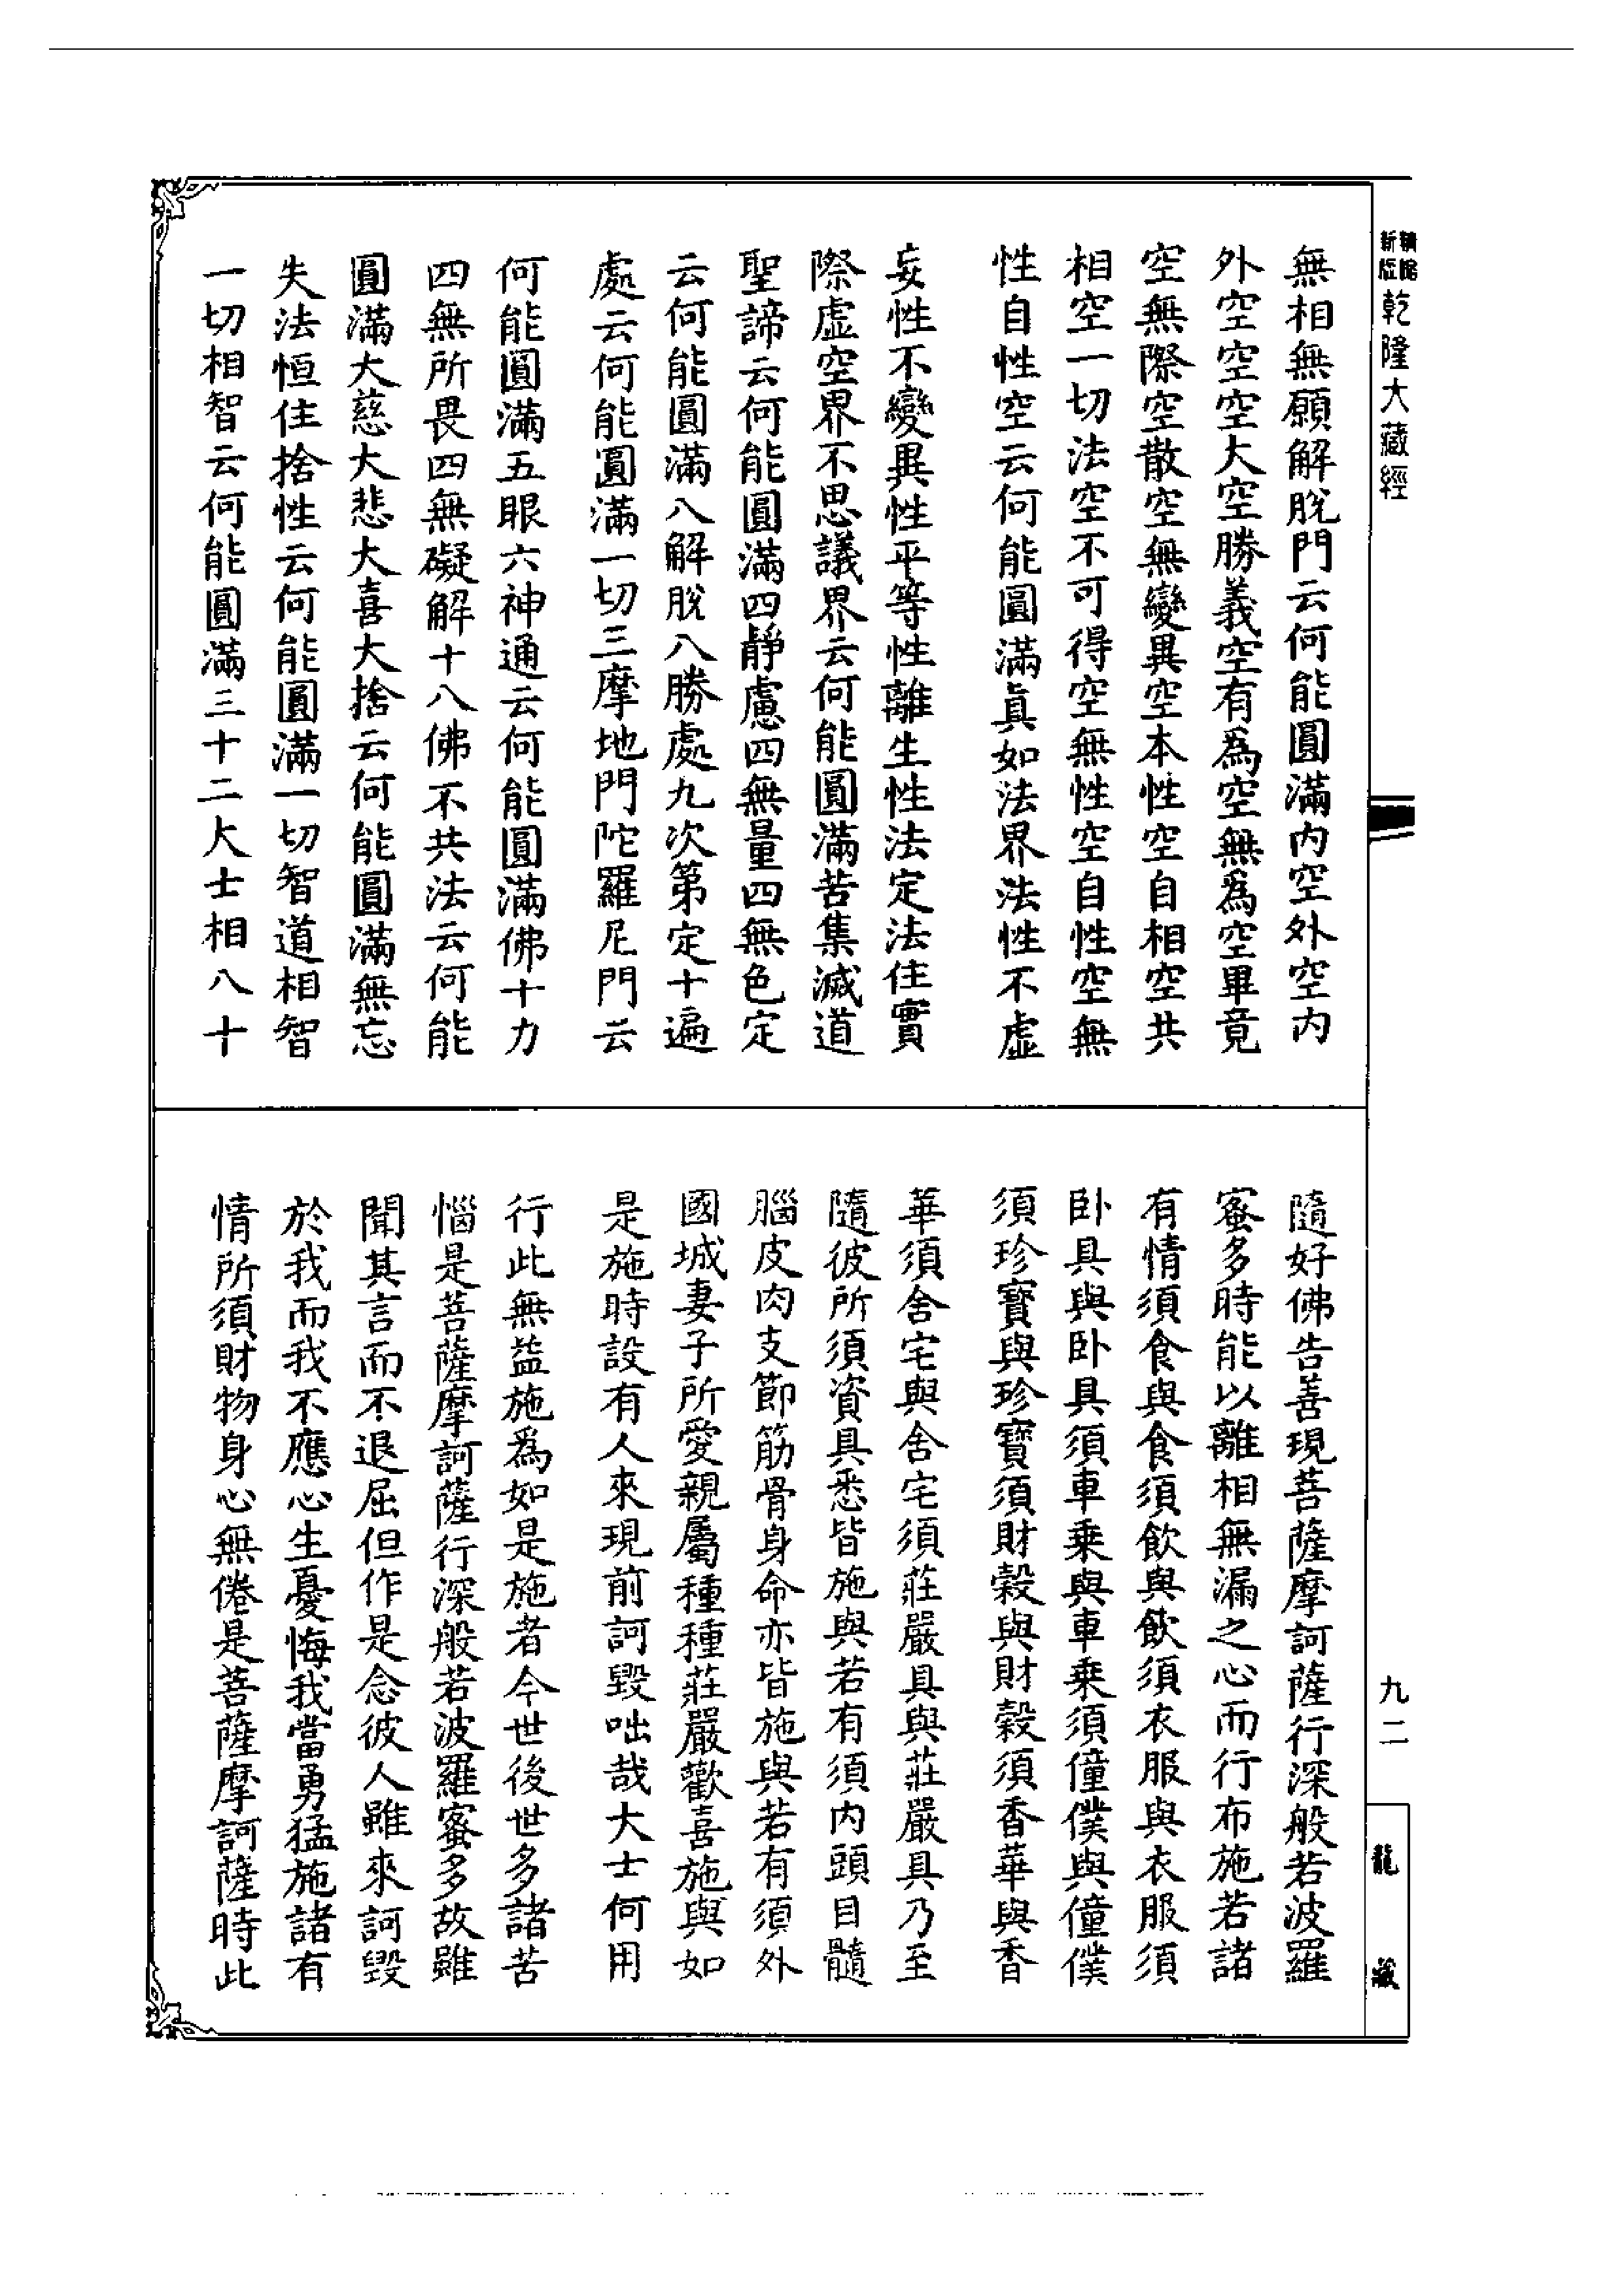 乾隆大藏經
無相無願解脫門云何能圓滿內空外空內
外空空空大空勝義空有為空無為空畢竟
空無際空散空無變異空本性空自相空共
相空一切法空不可得空無性空自性空無
性自性空云何能圓滿真如法界法性不虛
妄性不變異性平等性離生性法定法住實
際虛空界不思議界云何能圓滿苦集滅道
聖諦云何能圓滿四靜慮四無量四無色定
云何能圓滿八解脫八勝處九次第定十遍
處云何能圓滿一切三摩地門陀羅尼門云
何能圓滿五眼六神通云何能圓滿佛十力
四無所畏四無礙解十八佛不共法云何能
圓滿大慈大悲大喜大捨云何能圓滿無忘
失法恒住捨性云何能圓滿一切智道相智
一切相智云何能圓滿三十二大士相八十
隨好佛告善現菩薩摩訶薩行深般若波羅
蜜多時能以離相無漏之心而行布施若諸
有情須食與食須飲與飲須衣服與衣服須
卧具與卧具須車乘與車乘須僮僕與僮僕
須珍寶與珍寶須財穀與財穀須香華與香
華須舍宅與舍宅須莊嚴具與莊嚴具乃至
隨彼所須資具悉皆施與若有須內頭目髓
腦皮肉支節筋骨身命亦皆施與若有須外
國城妻子所愛親屬種種莊嚴歡喜施與如
是施時設有人來現前訶毀咄哉大士何用
行此無益施為如是施者今世後世多諸苦
惱是菩薩摩訶薩行深般若波羅蜜多故雖
聞其言而不退屈但作是念彼人雖來訶毀
於我而我不應心生憂悔我當勇猛施諸有
情所須財物身心無倦是菩薩摩訶薩時此
九二
龍藏